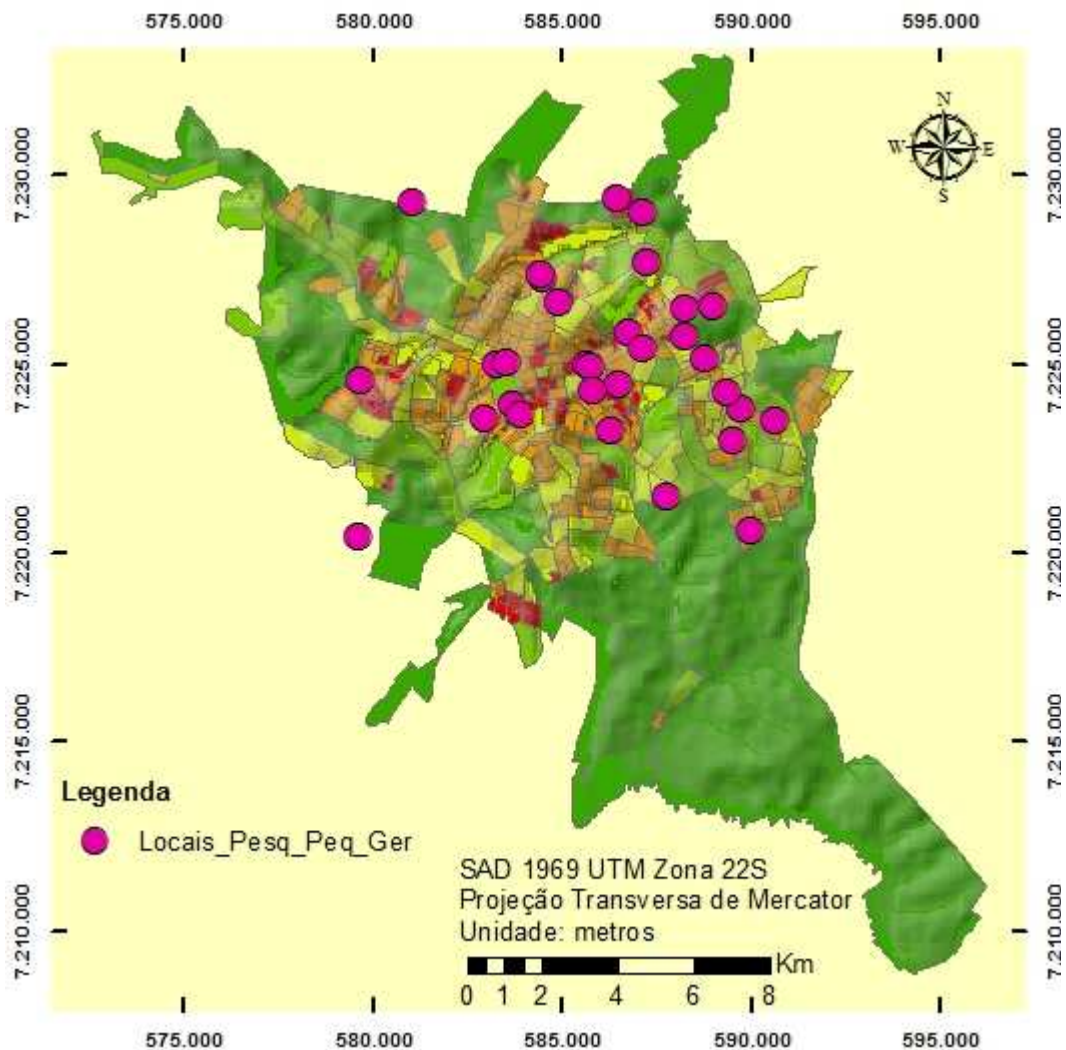 575.000 580.000 585.000 590.000 595.000
N
W E
S
7.230.000 7.230.000
7.225.000 7.225.000
7.220.000 7.220.000
7.215.000 7.215.000
7.210.000 7.210.000
Legenda
Locais_Pesq_Peq_Ger
SAD 1969 UTM Zona 22S
Projeção Transversa de Mercator
Unidade: metros
Km
0 1 2 4 6 8
575.000 580.000 585.000 590.000 595.000